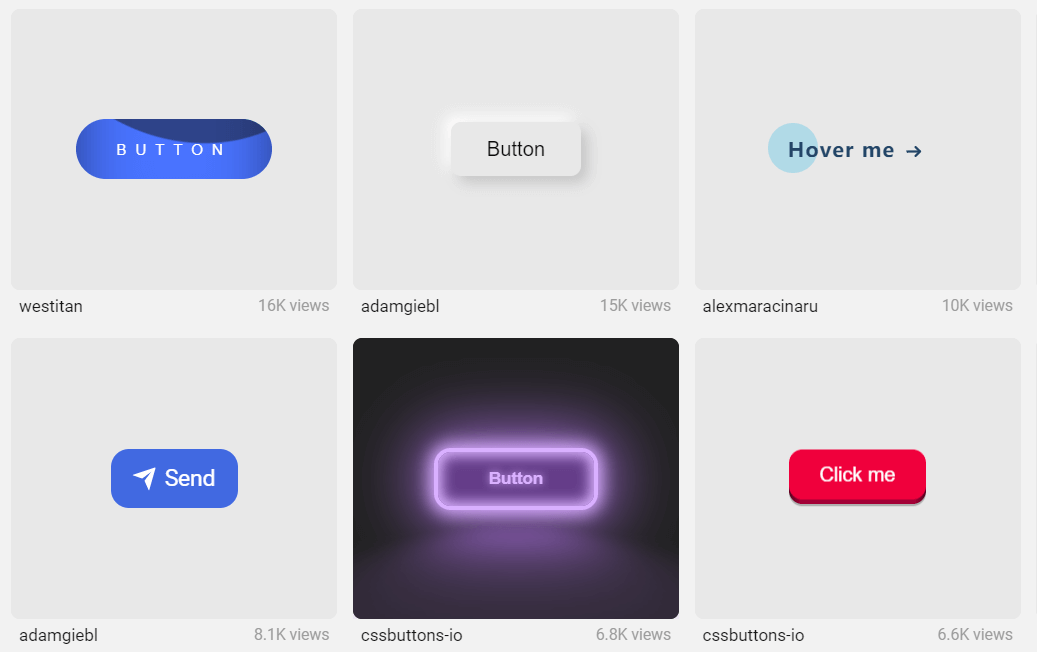 BUTTON
Button
Hover me →
westitan 16K views
adamgiebl 15K views
alexmaracinaru 10K views
Send
Button
Click me
adamgiebl 8.1K views
cssbuttons-io 6.8K views
cssbuttons-io 6.6K views